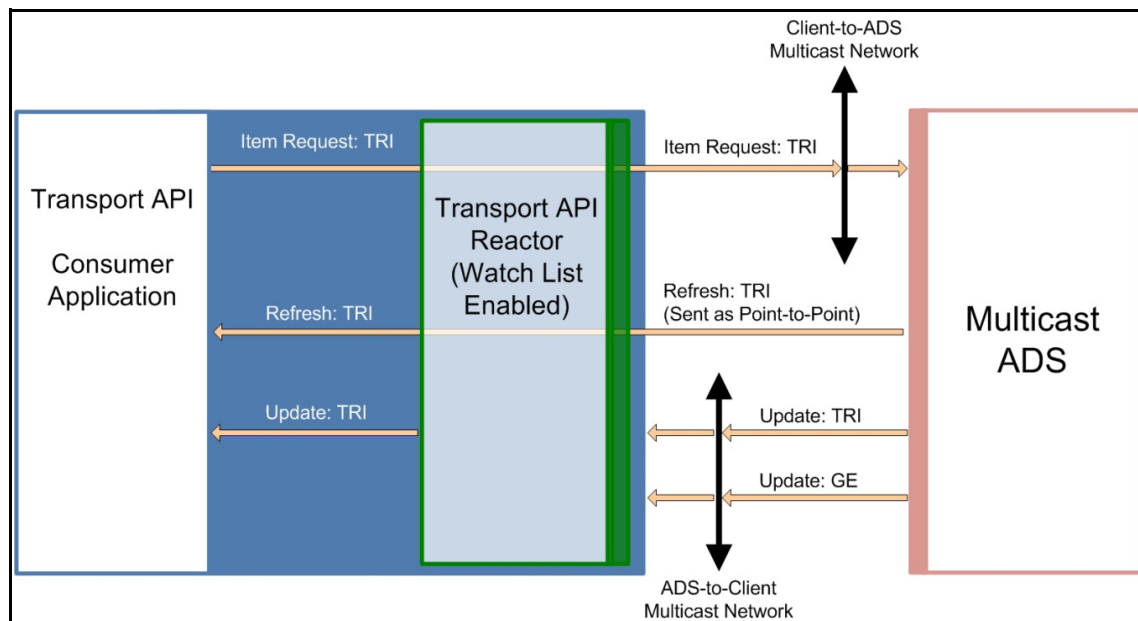 Client-to-ADS
Multicast Network
Item Request: TRI
Item Request: TRI
Transport API
Consumer
Application
Transport API
Reactor
(Watch List
Enabled)
Refresh: TRI
Refresh: TRI
(Sent as Point-to-Point)
Multicast
ADS
Update: TRI
Update: TRI
Update: GE
ADS-to-Client
Multicast Network